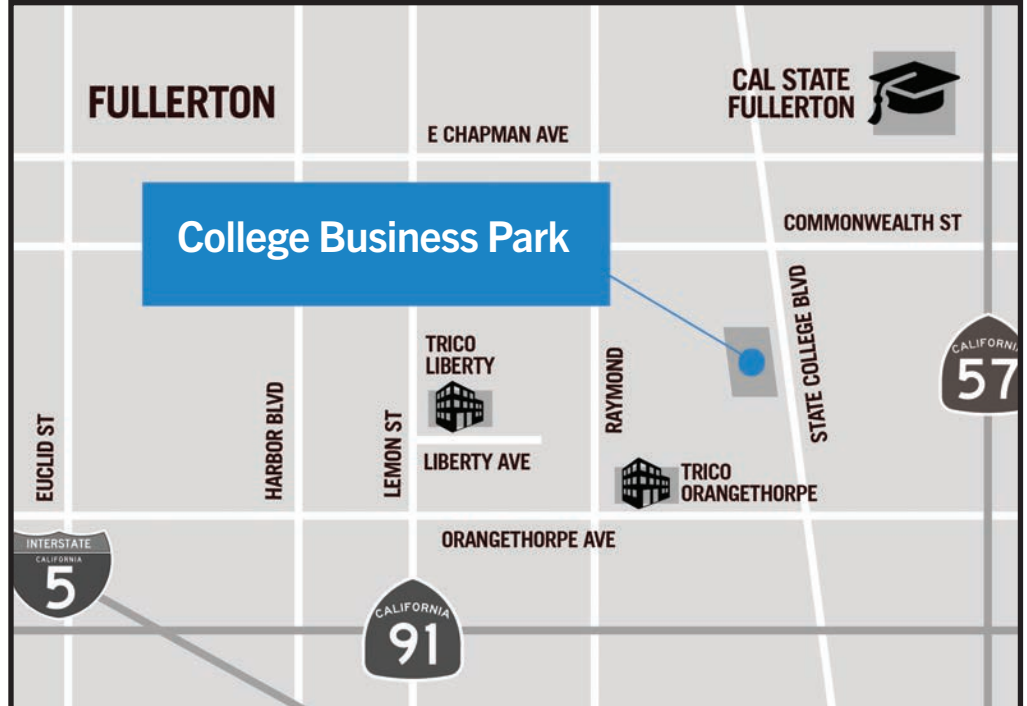 FULLERTON
CAL STATE
FULLERTON
E CHAPMAN AVE
College Business Park
COMMONWEALTH ST
STATE COLLEGE BLVD
TRICO
LIBERTY
RAYMOND
CALIFORNIA
57
EUCLID ST
HARBOR BLVD
LEMON ST
LIBERTY AVE
TRICO
ORANGETHORPE
ORANGETHORPE AVE
INTERSTATE
CALIFORNIA
5
CALIFORNIA
91